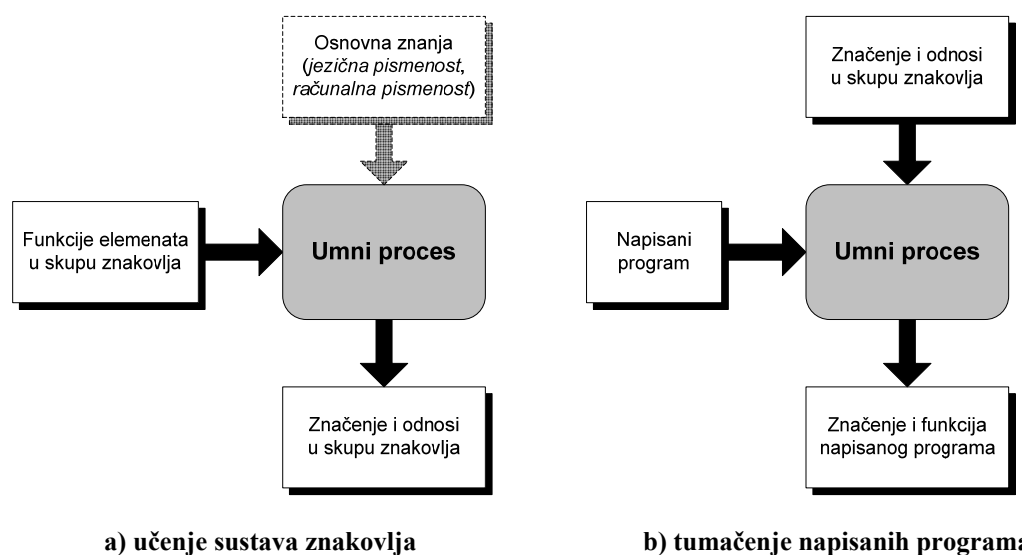 Osnovna znanja
(jezična pismenost,
računalna pismenost)
Funkcije elemenata
u skupu znakovlja
Umni proces
Značenje i odnosi
u skupu znakovlja
a) učenje sustava znakovlja
Značenje i odnosi
u skupu znakovlja
Napisani
program
Umni proces
Značenje i funkcija
napisanog programa
b) tumačenje napisanih programa